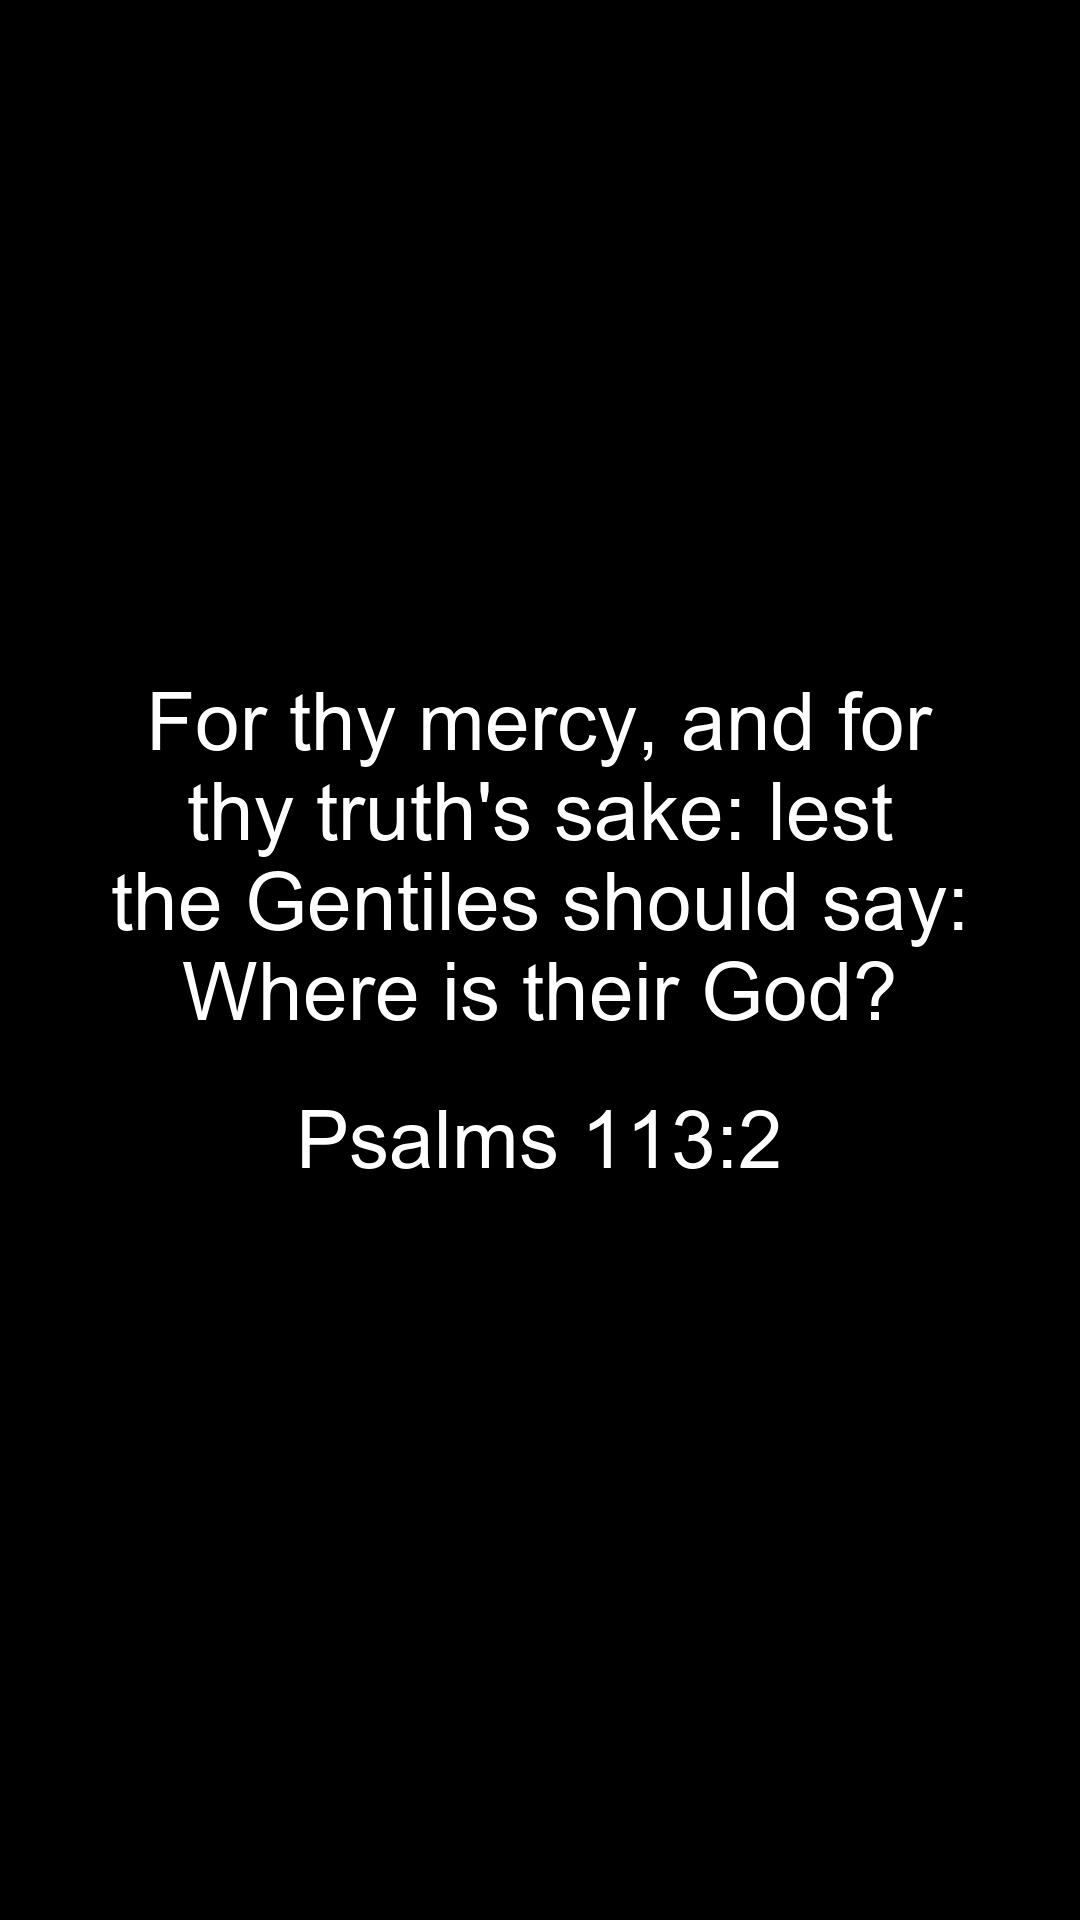 For thy mercy, and for
thy truth's sake: lest
the Gentiles should say:
Where is their God?
Psalms 113:2